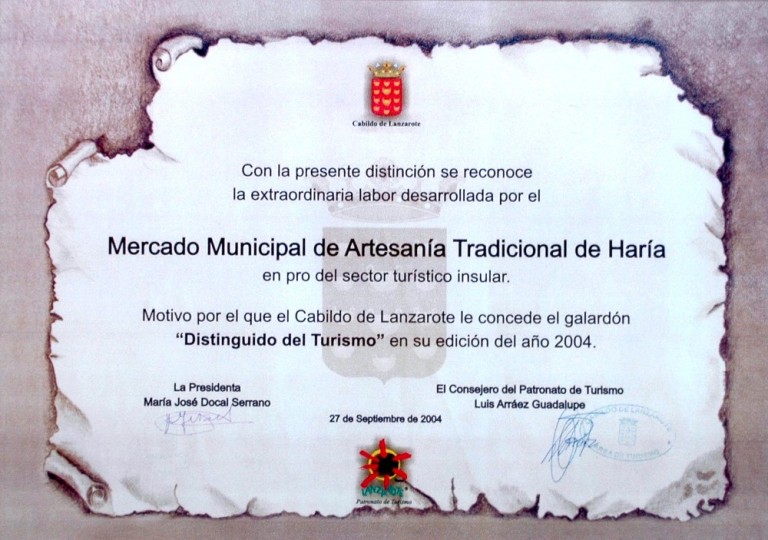 Cabildo de Lanzarote
Con la presente distinción se reconoce
la extraordinaria labor desarrollada por el
Mercado Municipal de Artesanía Tradicional de Haría
en pro del sector turístico insular.
Motivo por el que el Cabildo de Lanzarote le concede el galardón
“Distinguido del Turismo” en su edición del año 2004.
La Presidenta
María José Docal Serrano
El Consejero del Patronato de Turismo
Luis Arráez Guadalupe
27 de Septiembre de 2004
LANZAROTE
Patronato de Turismo